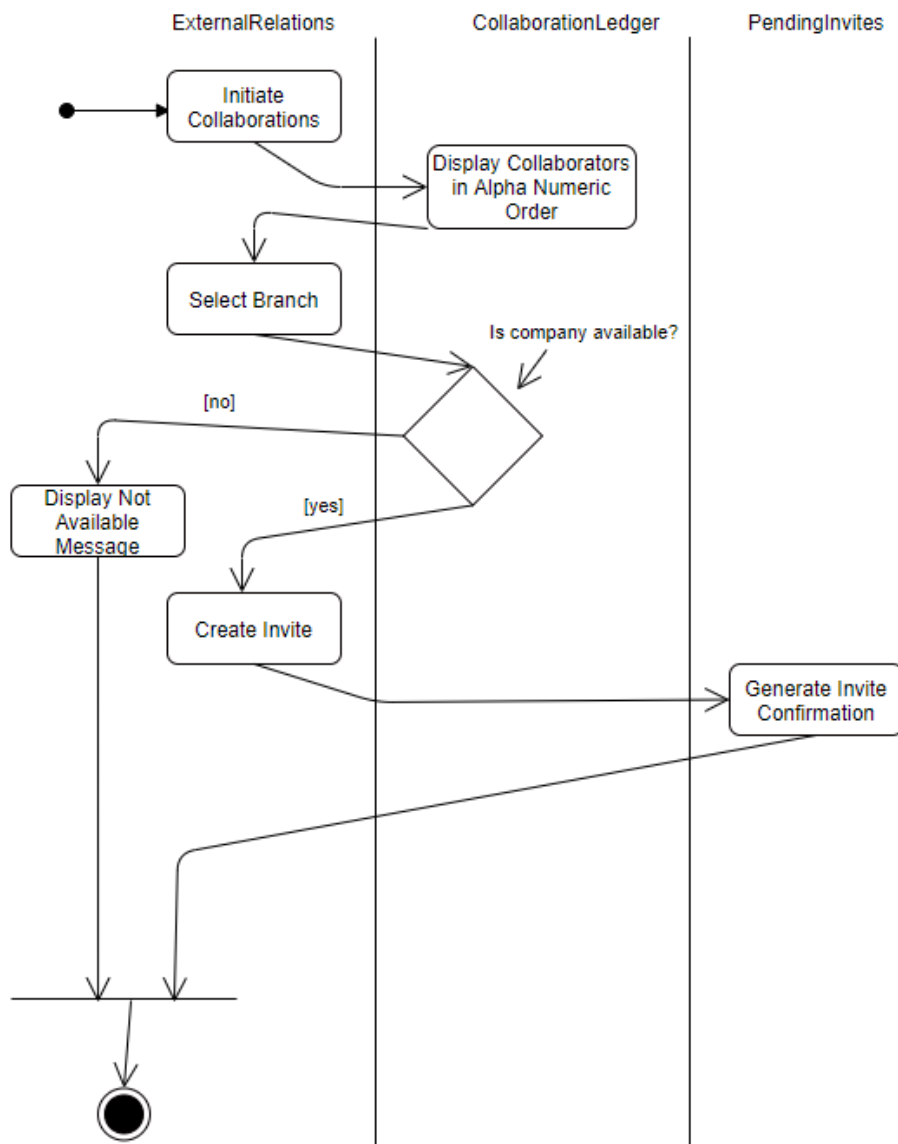 ExternalRelations
CollaborationLedger
PendingInvites
Initiate
Collaborations
Display Collaborators
in Alpha Numeric
Order
Select Branch
Is company available?
[no]
Display Not
Available
Message
[yes]
Create Invite
Generate Invite
Confirmation